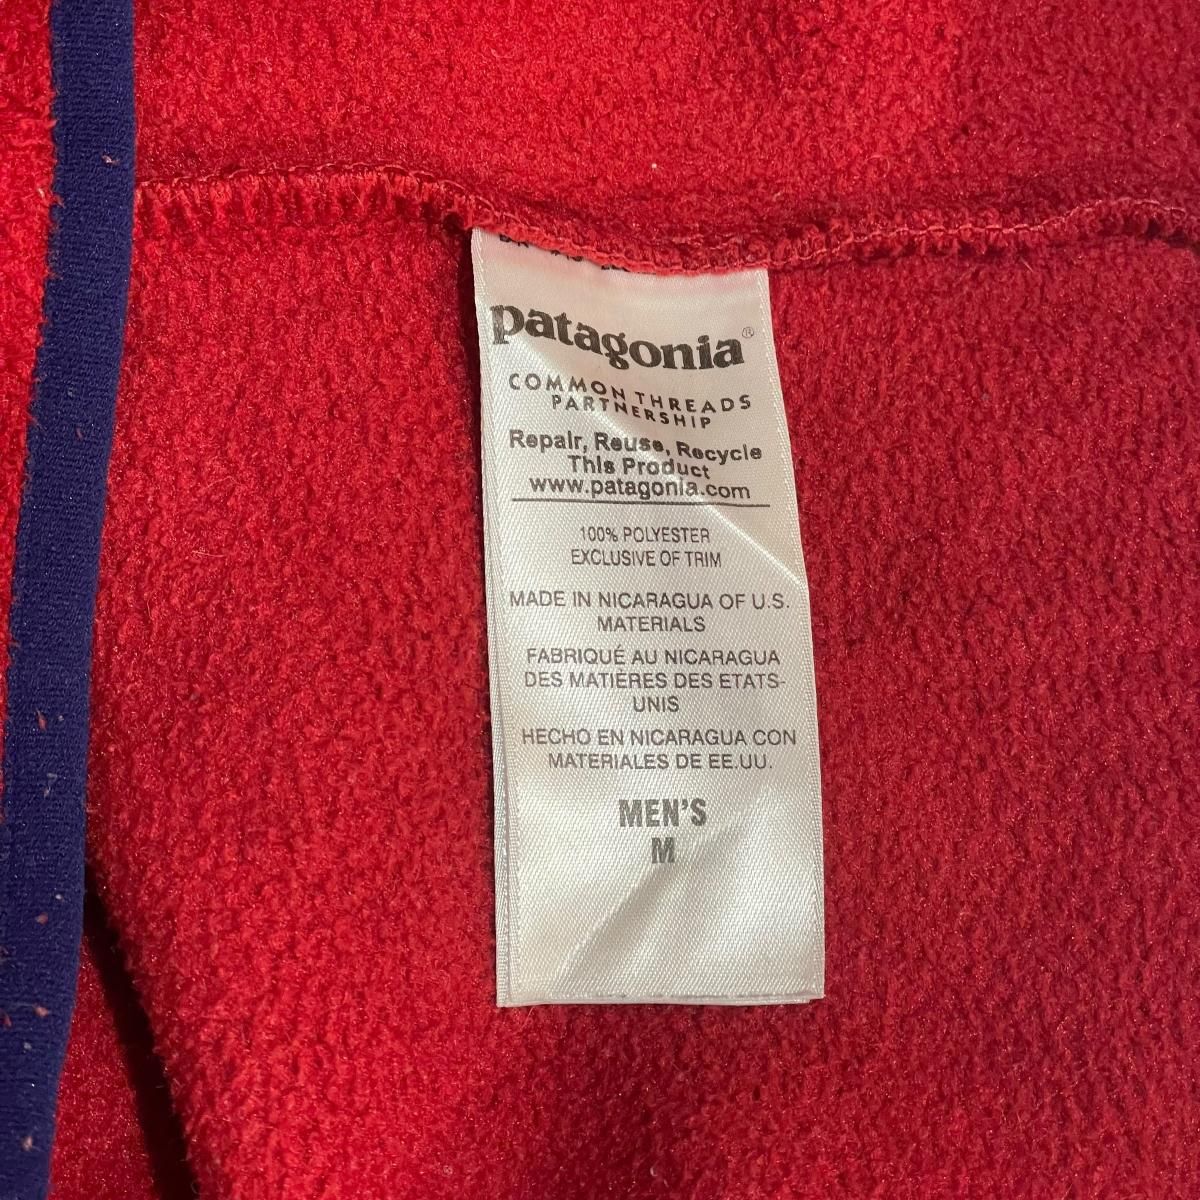 patagonia®
COMMON THREADS
PARTNERSHIP
Repair, Reuse, Recycle
This Product
www.patagonia.com
100% POLYESTER
EXCLUSIVE OF TRIM
MADE IN NICARAGUA OF U.S.
MATERIALS
FABRIQUÉ AU NICARAGUA
DES MATIÈRES DES ETATS-
UNIS
HECHO EN NICARAGUA CON
MATERIALES DE EE.UU.
MEN'S
M